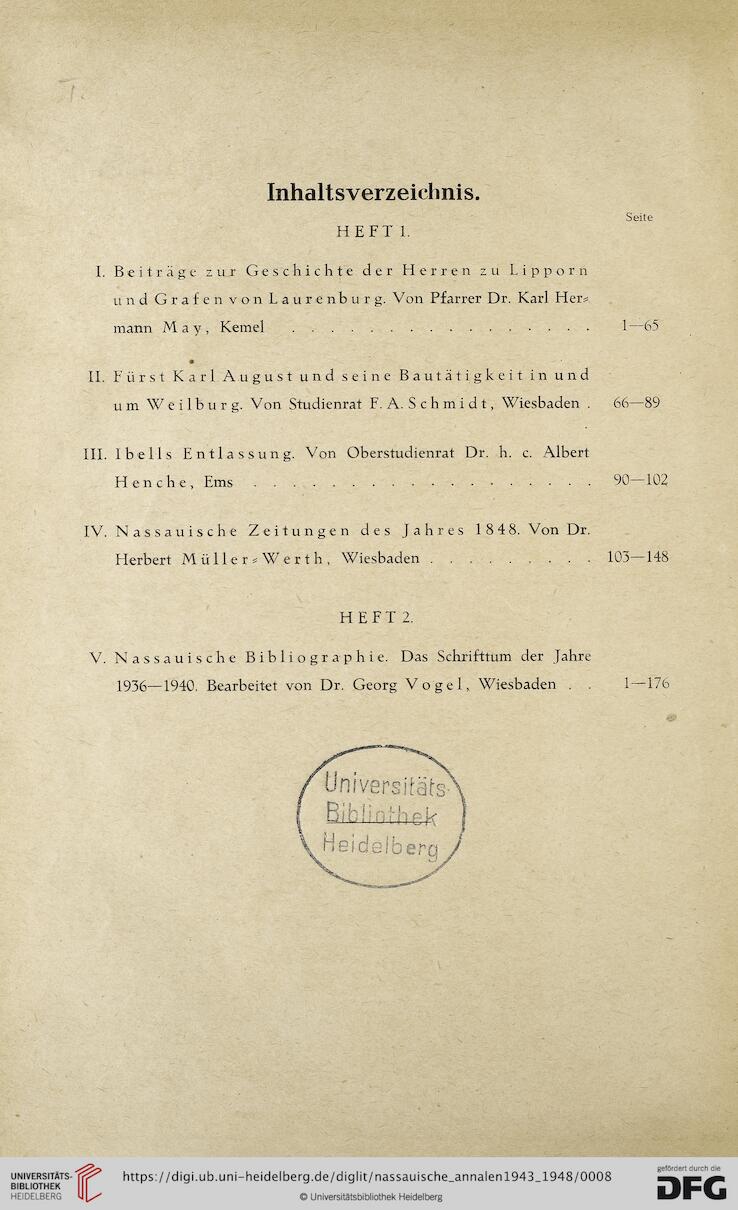 Inhaltsverzeichnis.
Seite
HEFT 1.
I. Beiträge zur Geschichte der Herren zu Lipporn
und Grafen von Laurenburg. Von Pfarrer Dr. Karl Her-
mann May, Kemel . . . . . . . . . . . . . . . . 1—65
II. Fürst Karl August und seine Bautätigkeit in und
um Weilburg. Von Studienrat F. A. Schmidt, Wiesbaden . 66—89
III. Ibells Entlassung. Von Oberstudienrat Dr. h. c. Albert
Henche, Ems . . . . . . . . . . . . . . . . . . 90—102
IV. Nassauische Zeitungen des Jahres 1848. Von Dr.
Herbert Müller-Werth, Wiesbaden . . . . . . . . . 103—148
HEFT 2.
V. Nassauische Bibliographie. Das Schrifttum der Jahre
1936—1940. Bearbeitet von Dr. Georg Vogel, Wiesbaden . . 1—176
Universitäts-
Bibliothek
Heidelberg
UNIVERSITÄTS-
BIBLIOTHEK
HEIDELBERG
https://digi.ub.uni-heidelberg.de/diglit/nassauische_annalen1943_1948/0008
© Universitätsbibliothek Heidelberg
gefördert durch die
DFG